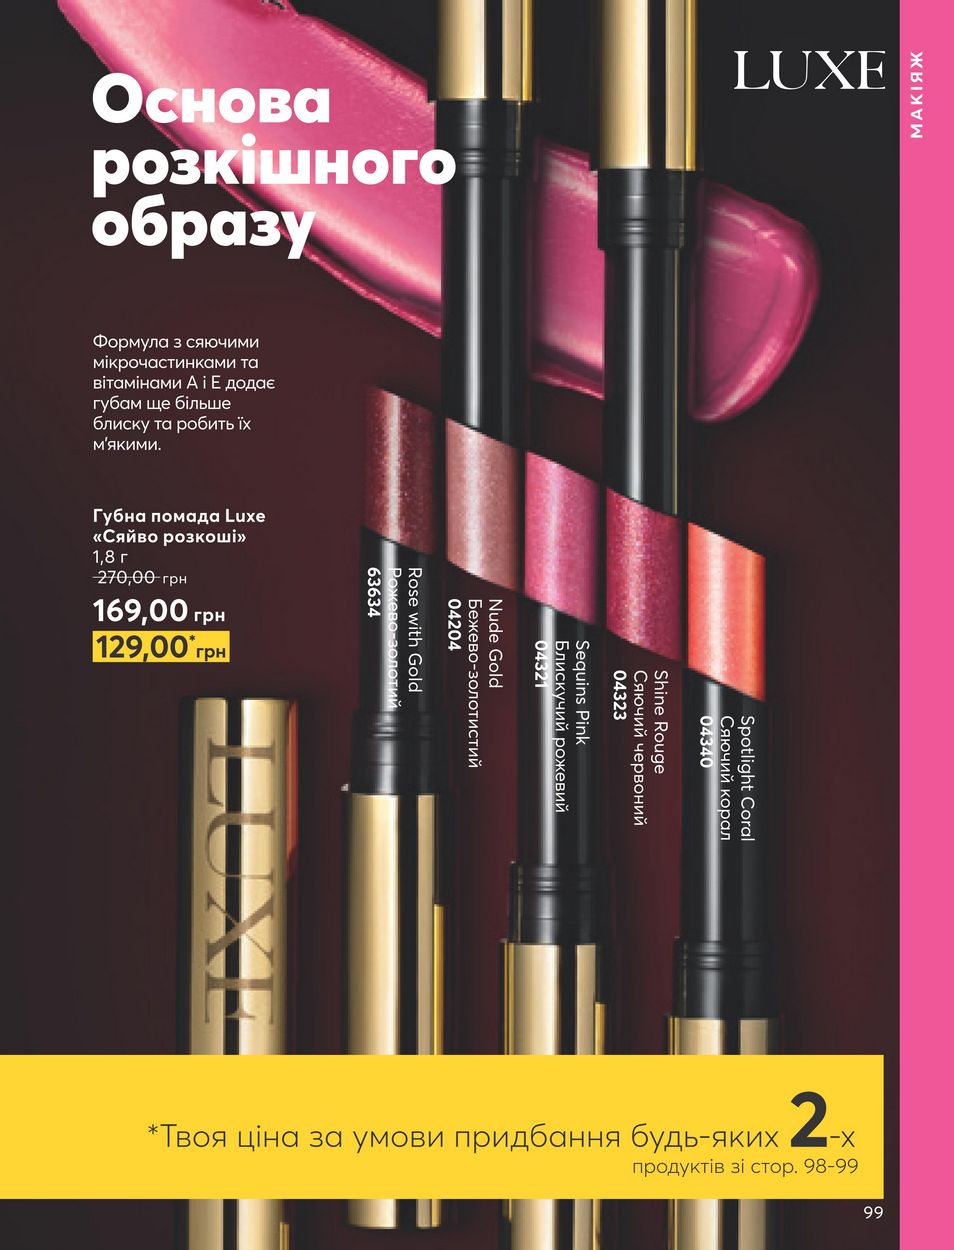 LUXE
МАКІЯЖ
Основа
розкішного
образу
Формула з сяючими
мікрочастинками та
вітамінами А і Е додає
губам ще більше
блиску та робить їх
м'якими.
Губна помада Luxe
«Сяйво розкоші»
1,8 г
270,00 грн
169,00 грн
129,00* грн
Rose with Gold
Рожево-золотий
63634
Nude Gold
Бежево-золотистий
04204
Sequins Pink
Блискучий рожевий
04321
Shine Rouge
Сяючий червоний
04323
Spotlight Coral
Сяючий корал
04340
LUXE
*Твоя ціна за умови придбання будь-яких 2-х
продуктів зі стор. 98-99
99